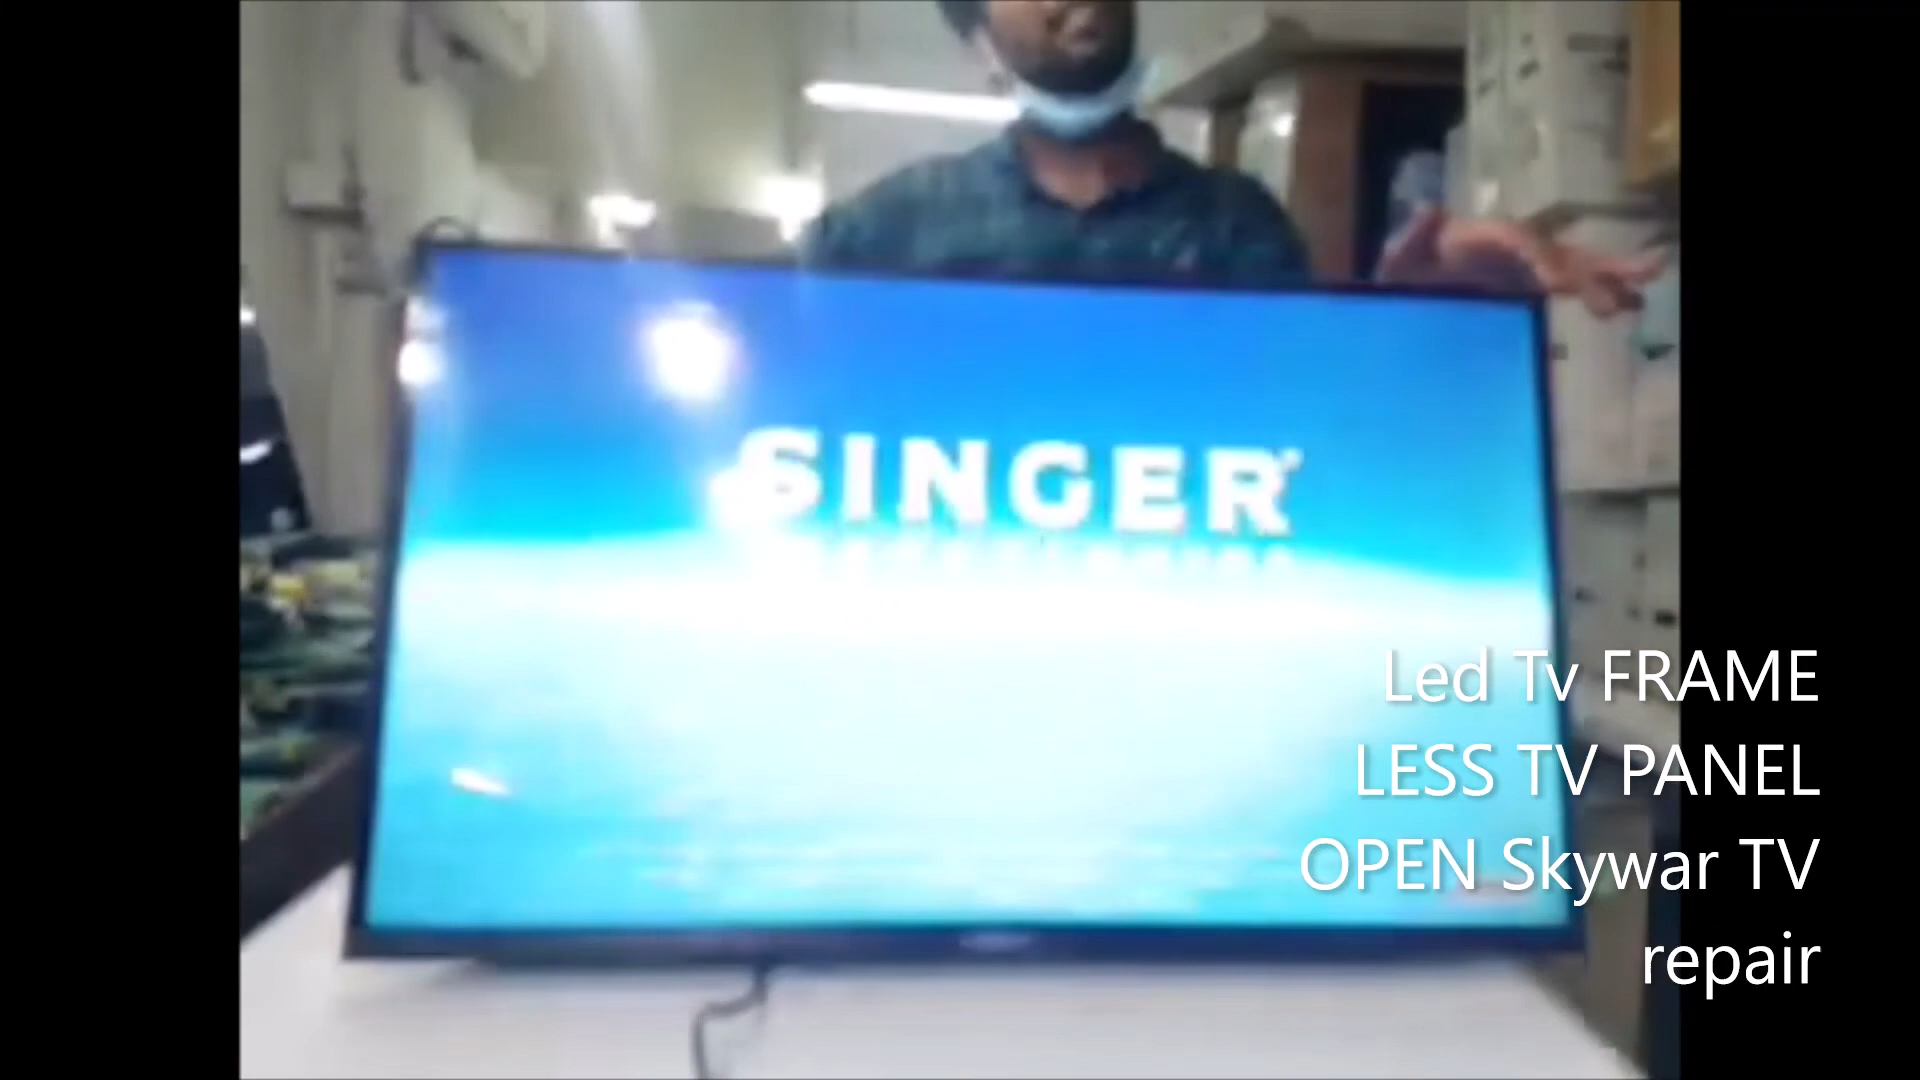 SINGER®
Led Tv FRAME
LESS TV PANEL
OPEN Skywar TV
repair